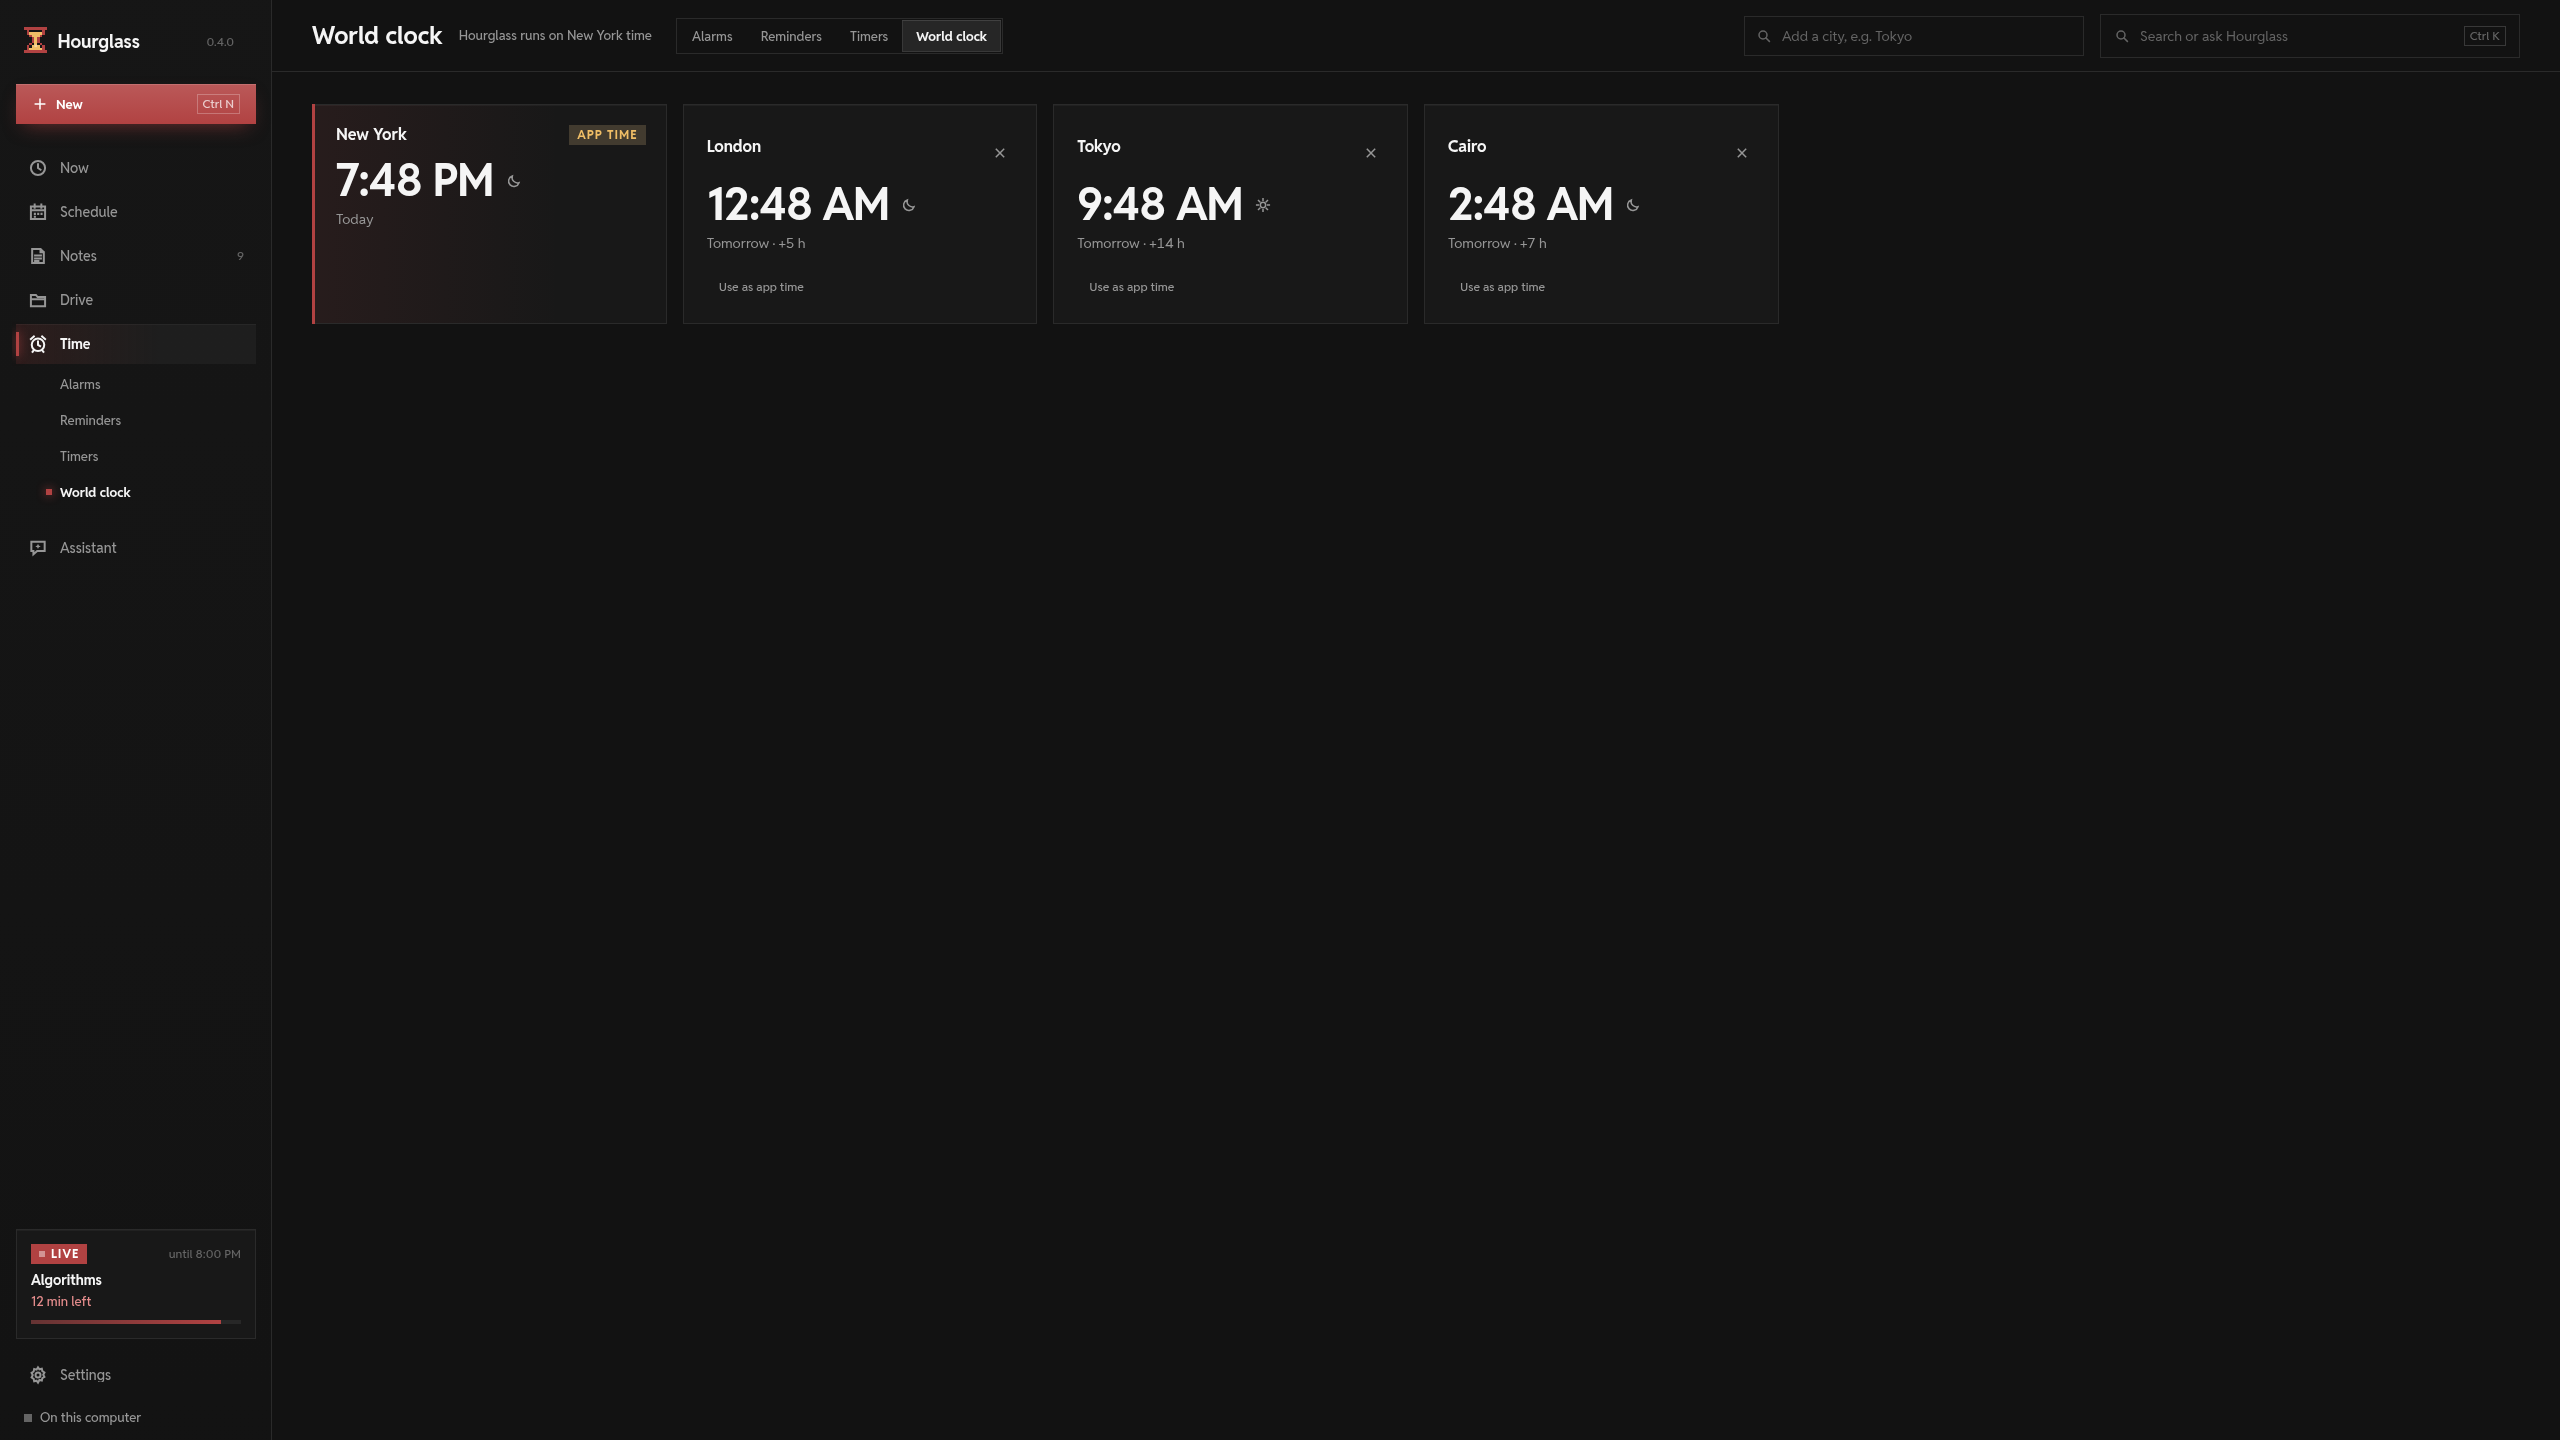 Hourglass 0.4.0
+ New Ctrl N
Now
Schedule
Notes 9
Drive
Time
Alarms
Reminders
Timers
World clock
Assistant
LIVE until 8:00 PM
Algorithms
12 min left
Settings
On this computer
World clock Hourglass runs on New York time Alarms Reminders Timers World clock Add a city, e.g. Tokyo Search or ask Hourglass Ctrl K
New York APP TIME
7:48 PM
Today
London
12:48 AM
Tomorrow · +5 h
Use as app time
Tokyo
9:48 AM
Tomorrow · +14 h
Use as app time
Cairo
2:48 AM
Tomorrow · +7 h
Use as app time